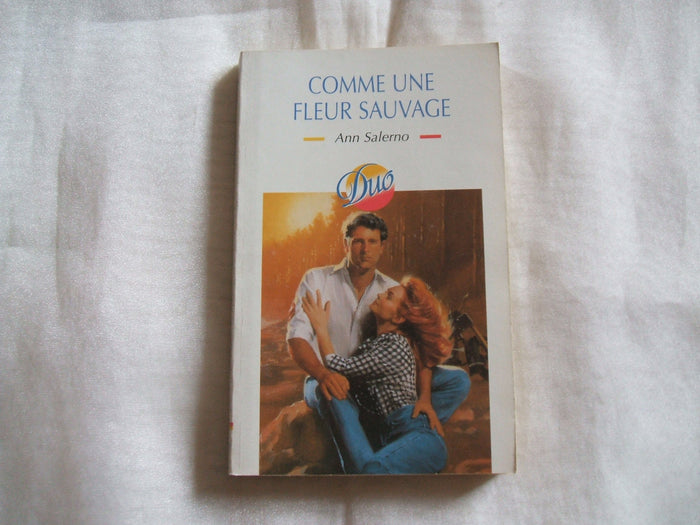 COMME UNE
FLEUR SAUVAGE
Ann Salerno
Duo